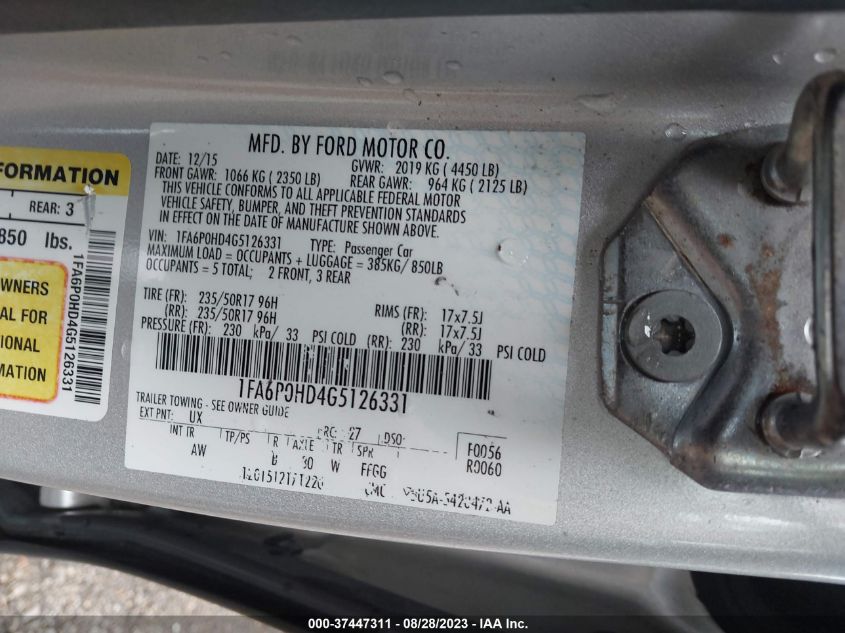 FORMATION
REAR: 3
850 lbs.
WNERS
AL FOR
TIONAL
RMATION
1FA6P0HD4G5126331
MFD. BY FORD MOTOR CO.
DATE: 12/15 GVWR: 2019 KG ( 4450 LB)
FRONT GAWR: 1066 KG ( 2350 LB) REAR GAWR: 964 KG ( 2125 LB)
THIS VEHICLE CONFORMS TO ALL APPLICABLE FEDERAL MOTOR
VEHICLE SAFETY, BUMPER, AND THEFT PREVENTION STANDARDS
IN EFFECT ON THE DATE OF MANUFACTURE SHOWN ABOVE.
VIN: 1FA6P0HD4G5126331 TYPE: Passenger Car
MAXIMUM LOAD = OCCUPANTS + LUGGAGE = 385KG/ 850LB
OCCUPANTS = 5 TOTAL; 2 FRONT, 3 REAR
TIRE (FR): 235/50R17 96H RIMS (FR): 17x7.5J
(RR): 235/50R17 96H (RR): 17x7.5J
PRESSURE (FR): 230 kPa/ 33 PSI COLD (RR): 230 kPa/ 33 PSI COLD
1FA6P0HD4G5126331
TRAILER TOWING - SEE OWNER GUIDE
EXT PNT: UX RC: 27 DSO: F0056
INT TR TP/PS R AXLE TR SPR R0060
AW B W FFGG
000-37447311 / 08/28/2023 - IAA Inc.